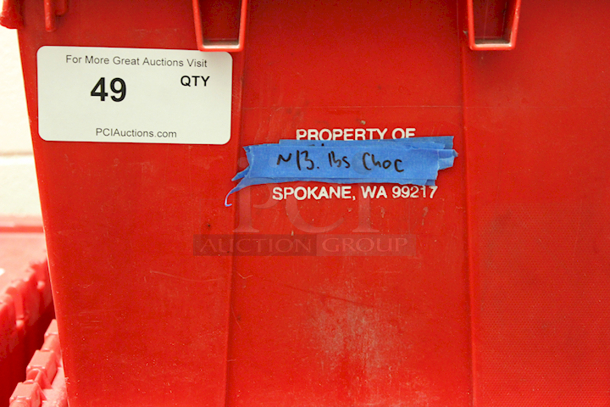 For More Great Auctions Visit
49 QTY
PCIAuctions.com
PROPERTY OF
~13. lbs Choc
SPOKANE, WA 99217
PCI
AUCTION GROUP